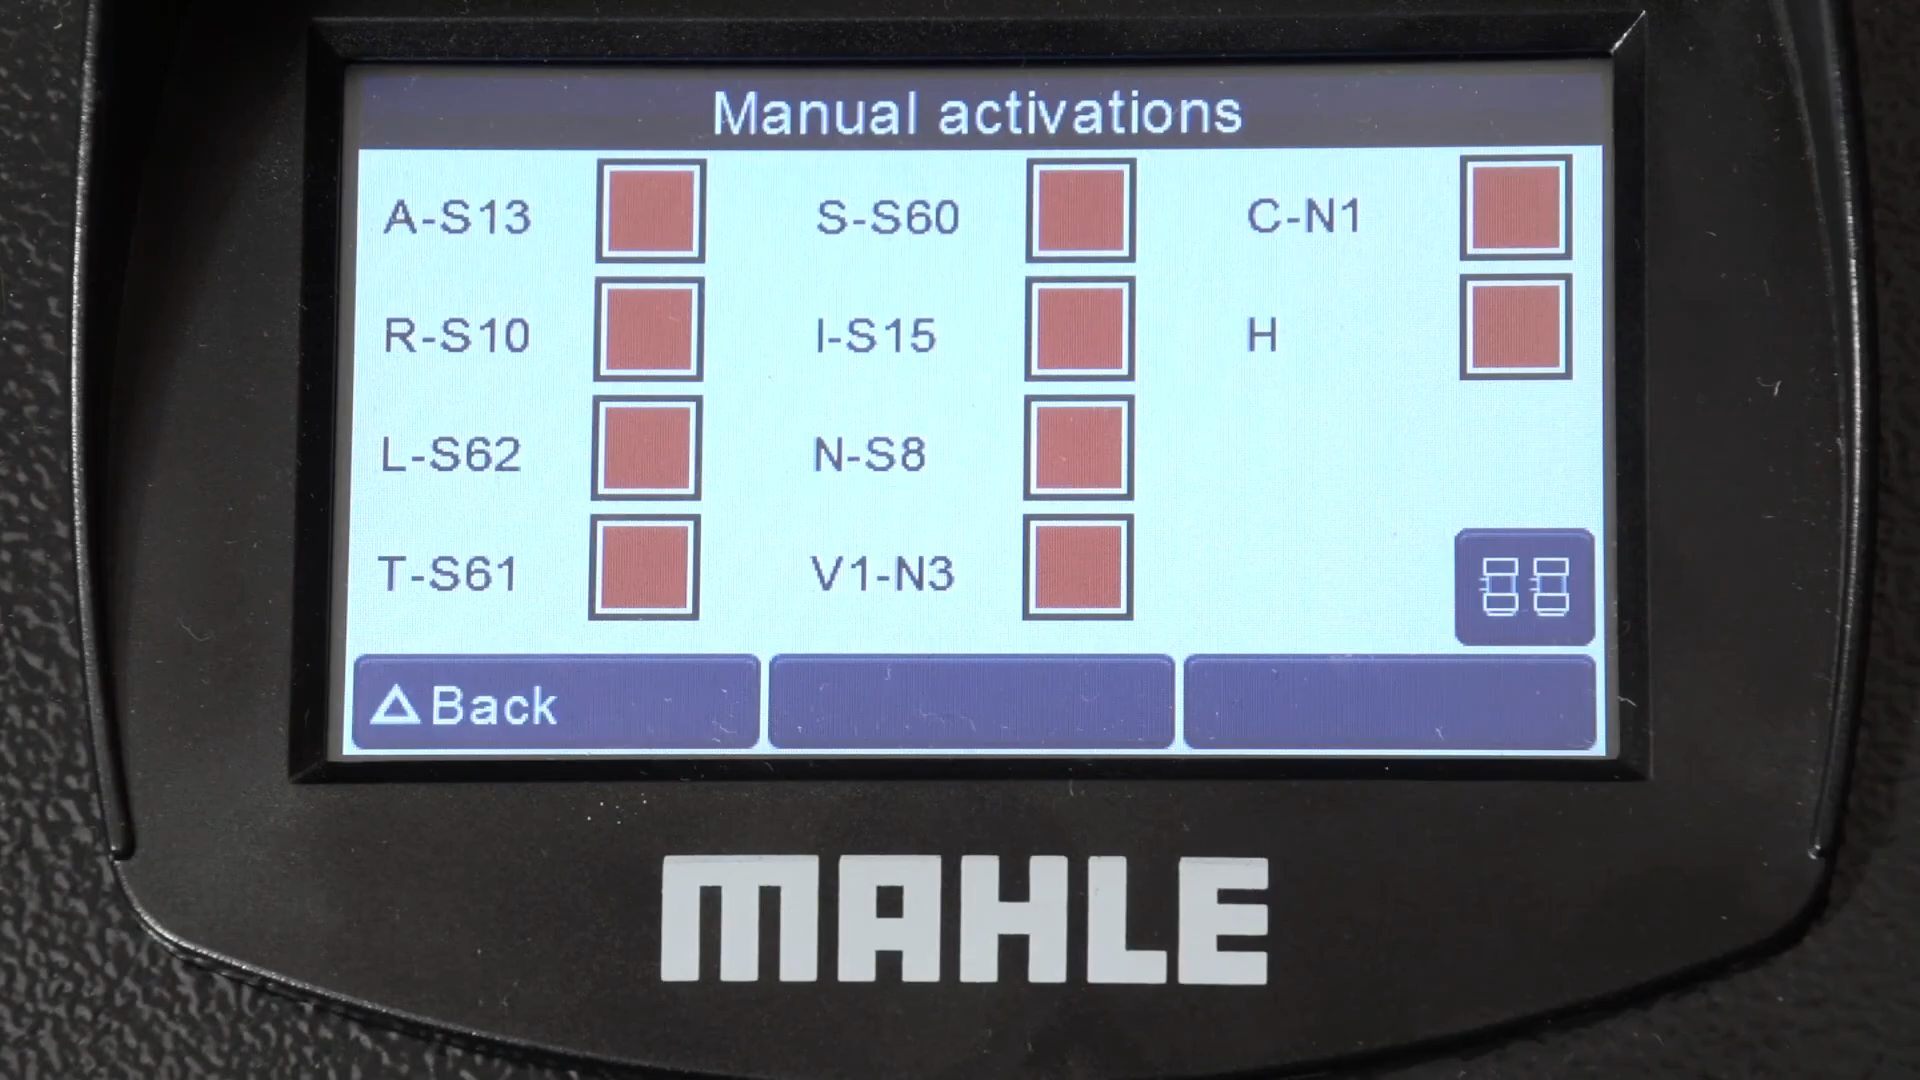 Manual activations
A-S13 S-S60 C-N1
R-S10 I-S15 H
L-S62 N-S8
T-S61 V1-N3
Back
MAHLE